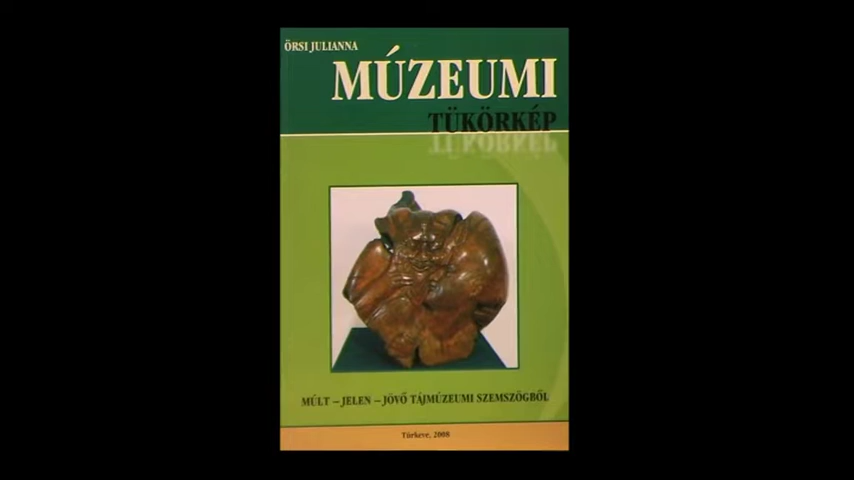 ÖRSI JULIANNA
MÚZEUMI
TÜKÖRKÉP
MÚLT – JELEN – JÖVŐ TÁJMÚZEUMI SZEMSZÖGBŐL
Túrkeve, 2008